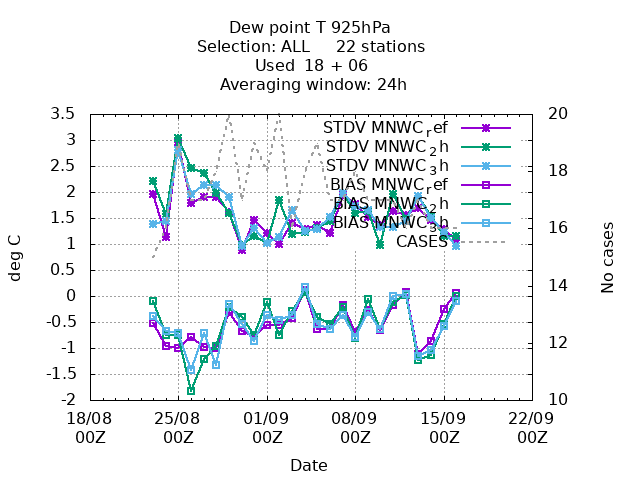 Dew point T 925hPa
Selection: ALL 22 stations
Used 18 + 06
Averaging window: 24h
3.5
3
2.5
2
1.5
1
0.5
0
-0.5
-1
-1.5
-2
deg C
20
18
16
14
12
10
No cases
STDV MNWC_ref
STDV MNWC_2h
STDV MNWC_3h
BIAS MNWC_ref
BIAS MNWC_2h
BIAS MNWC_3h
CASES
18/08 25/08 01/09 08/09 15/09 22/09
00Z 00Z 00Z 00Z 00Z 00Z
Date